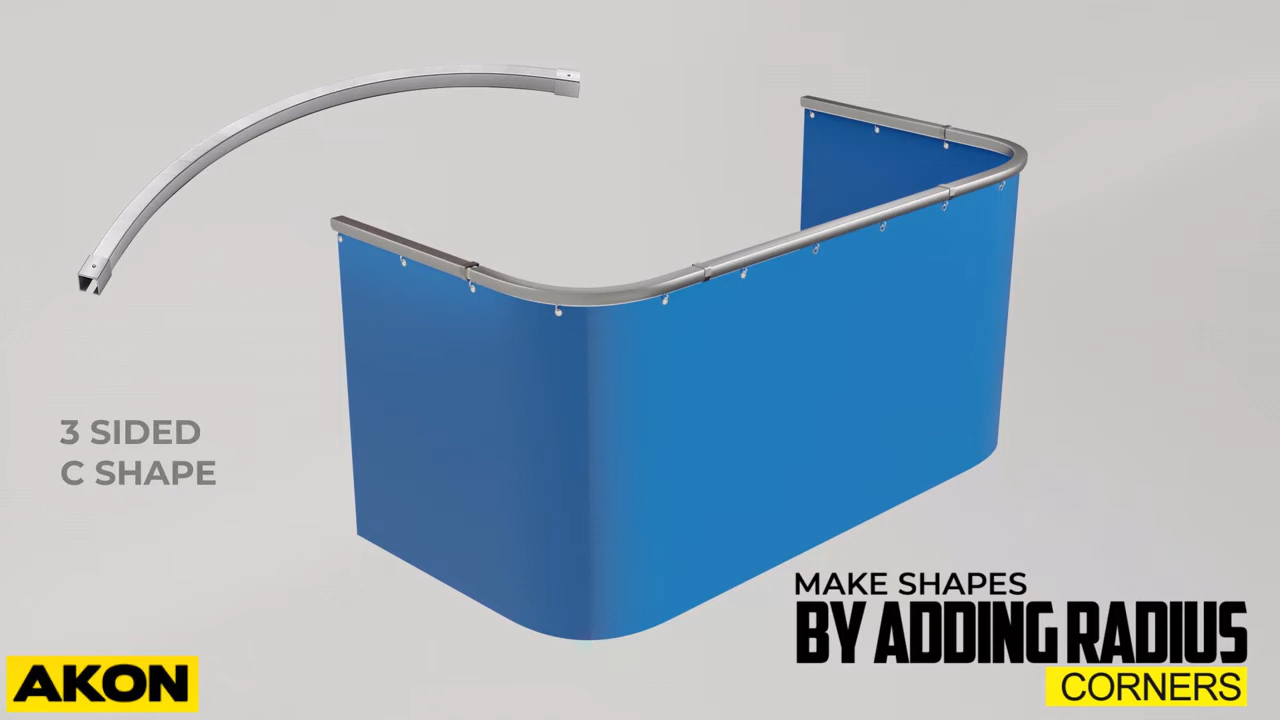 3 SIDED
C SHAPE
MAKE SHAPES
BY ADDING RADIUS
CORNERS
AKON